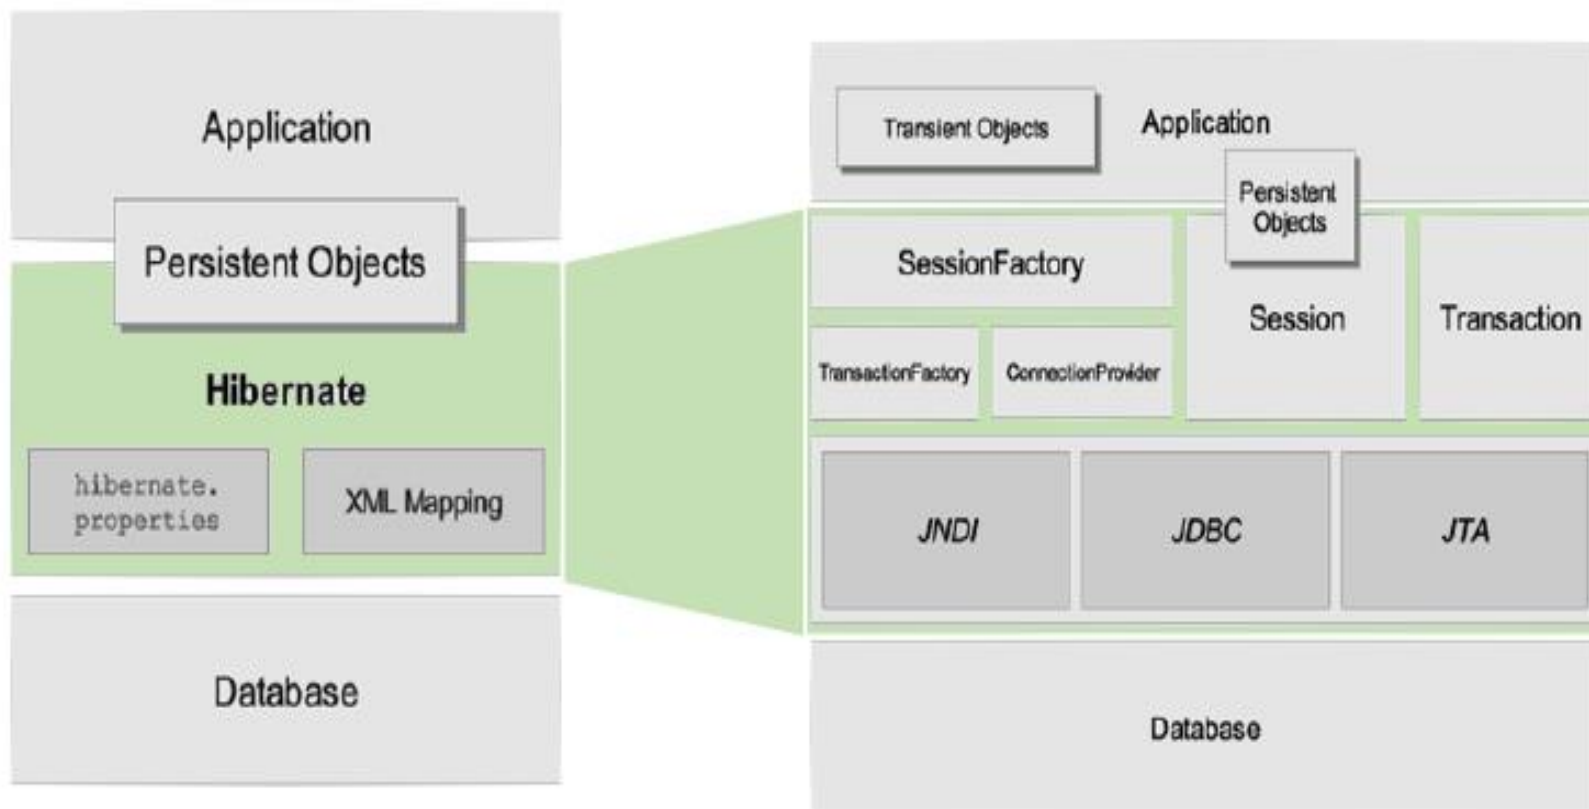 Application
Persistent Objects
Hibernate
hibernate.
properties
XML Mapping
Database
Transient Objects
Application
Persistent
Objects
SessionFactory
Session
Transaction
TransactionFactory
ConnectionProvider
JNDI
JDBC
JTA
Database